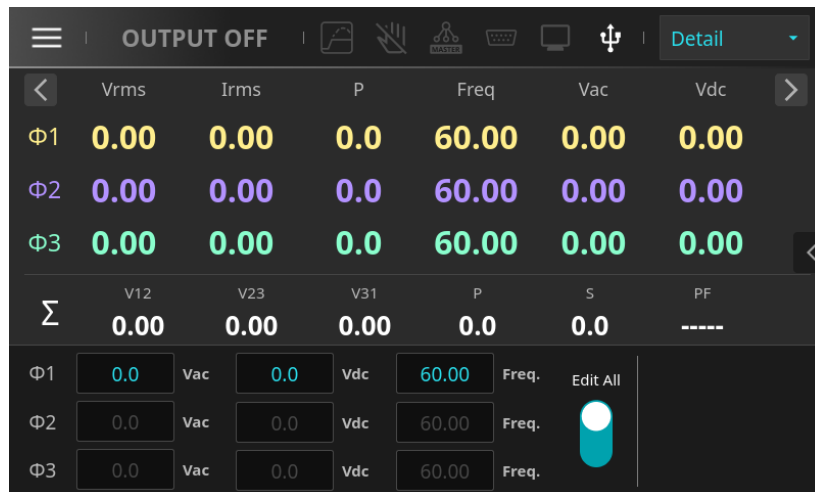 OUTPUT OFF MASTER Detail
Vrms Irms P Freq Vac Vdc
Φ1 0.00 0.00 0.0 60.00 0.00 0.00
Φ2 0.00 0.00 0.0 60.00 0.00 0.00
Φ3 0.00 0.00 0.0 60.00 0.00 0.00
V12 V23 V31 P S PF
Σ 0.00 0.00 0.00 0.0 0.0 -----
Φ1 0.0 Vac 0.0 Vdc 60.00 Freq. Edit All
Φ2 0.0 Vac 0.0 Vdc 60.00 Freq.
Φ3 0.0 Vac 0.0 Vdc 60.00 Freq.